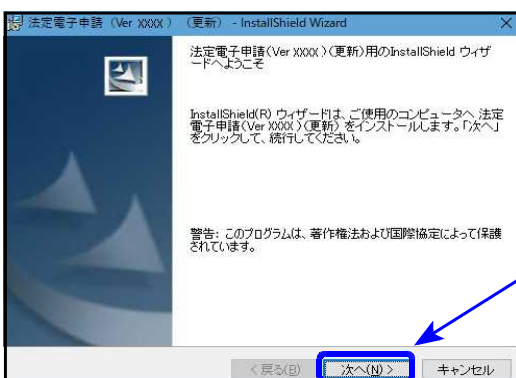 法定電子申請（Ver XXXX）（更新） - InstallShield Wizard
法定電子申請(Ver XXXX)(更新)用のInstallShield ウィザ
ードへようこそ
InstallShield(R) ウィザードは、ご使用のコンピュータへ 法定
電子申請(Ver XXXX)(更新) をインストールします。「次へ」
をクリックして、続行してください。
警告: このプログラムは、著作権法および国際協定によって保護
されています。
< 戻る(B) 次へ(N) > キャンセル